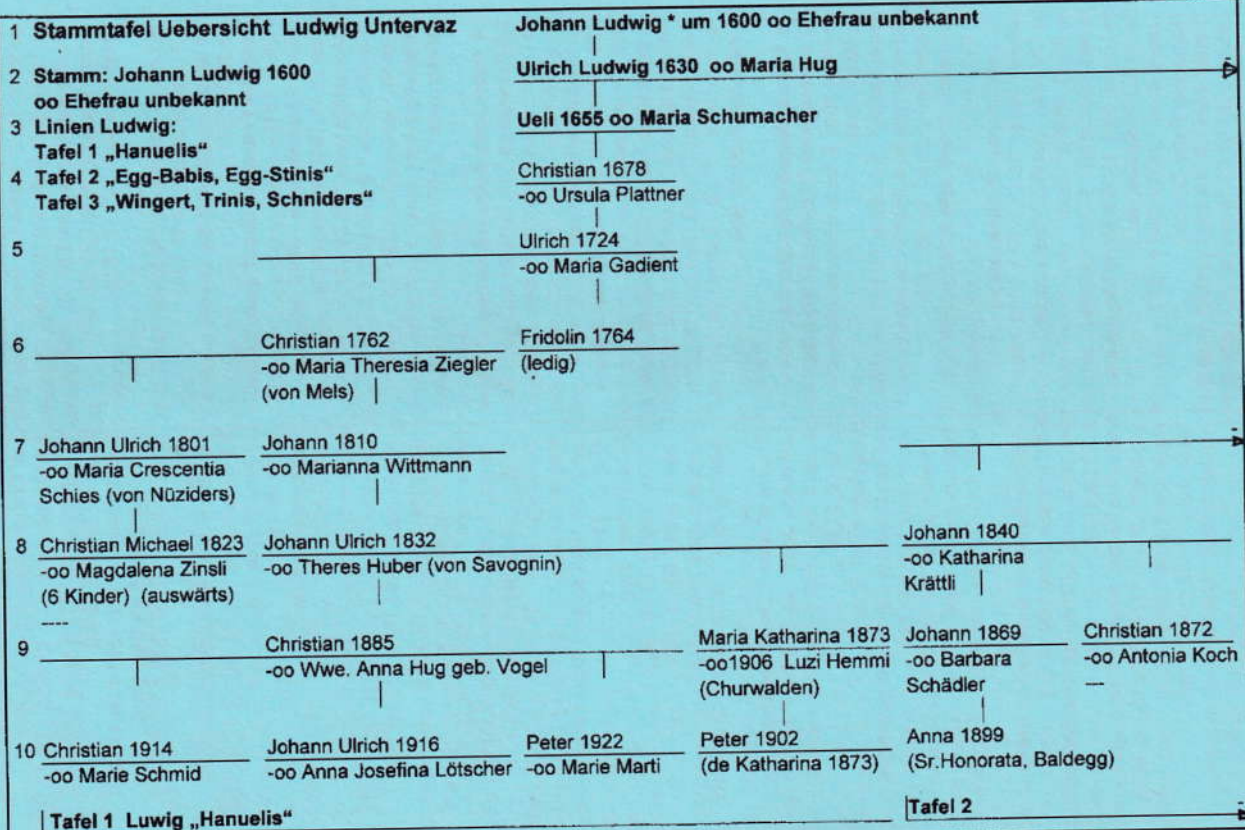 1 Stammtafel Uebersicht Ludwig Untervaz
Johann Ludwig * um 1600 oo Ehefrau unbekannt
2 Stamm: Johann Ludwig 1600
oo Ehefrau unbekannt
Ulrich Ludwig 1630 oo Maria Hug
3 Linien Ludwig:
Tafel 1 „Hanuelis“
Ueli 1655 oo Maria Schumacher
4 Tafel 2 „Egg-Babis, Egg-Stinis“
Tafel 3 „Wingert, Trinis, Schniders“
Christian 1678
-oo Ursula Plattner
5
Ulrich 1724
-oo Maria Gadient
6
Christian 1762
-oo Maria Theresia Ziegler
(von Mels)
Fridolin 1764
(ledig)
7 Johann Ulrich 1801
-oo Maria Crescentia
Schies (von Nüziders)
Johann 1810
-oo Marianna Wittmann
8 Christian Michael 1823
-oo Magdalena Zinsli
(6 Kinder) (auswärts)
----
Johann Ulrich 1832
-oo Theres Huber (von Savognin)
Johann 1840
-oo Katharina
Krättli
9
Christian 1885
-oo Wwe. Anna Hug geb. Vogel
Maria Katharina 1873
-oo1906 Luzi Hemmi
(Churwalden)
Johann 1869
-oo Barbara
Schädler
Christian 1872
-oo Antonia Koch
---
10 Christian 1914
-oo Marie Schmid
Johann Ulrich 1916
-oo Anna Josefina Lötscher
Peter 1922
-oo Marie Marti
Peter 1902
(de Katharina 1873)
Anna 1899
(Sr.Honorata, Baldegg)
Tafel 1 Luwig „Hanuelis“
Tafel 2